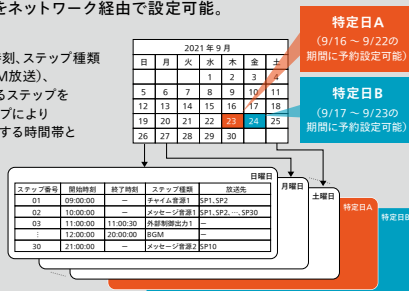 をネットワーク経由で設定可能。
刻、ステップ種類
M放送)、
るステップを
プにより
する時間帯と
2021年9月
日 月 火 水 木 金 土
1 2 3 4
5 6 7 8 9 10 11
12 13 14 15 16 17 18
19 20 21 22 23 24 25
26 27 28 29 30
特定日A
(9/16 ~ 9/22の
期間に予約設定可能)
特定日B
(9/17 ~ 9/23の
期間に予約設定可能)
日曜日
ステップ番号 開始時刻 終了時刻 ステップ種類 放送先
01 09:00:00 − チャイム音源1 SP1、SP2
02 10:00:00 − メッセージ音源1 SP1、SP2、…、SP30
03 11:00:00 11:00:30 外部制御出力1 −
⋮ 12:00:00 20:00:00 BGM −
30 21:00:00 − メッセージ音源2 SP10
月曜日
土曜日
特定日A
特定日B